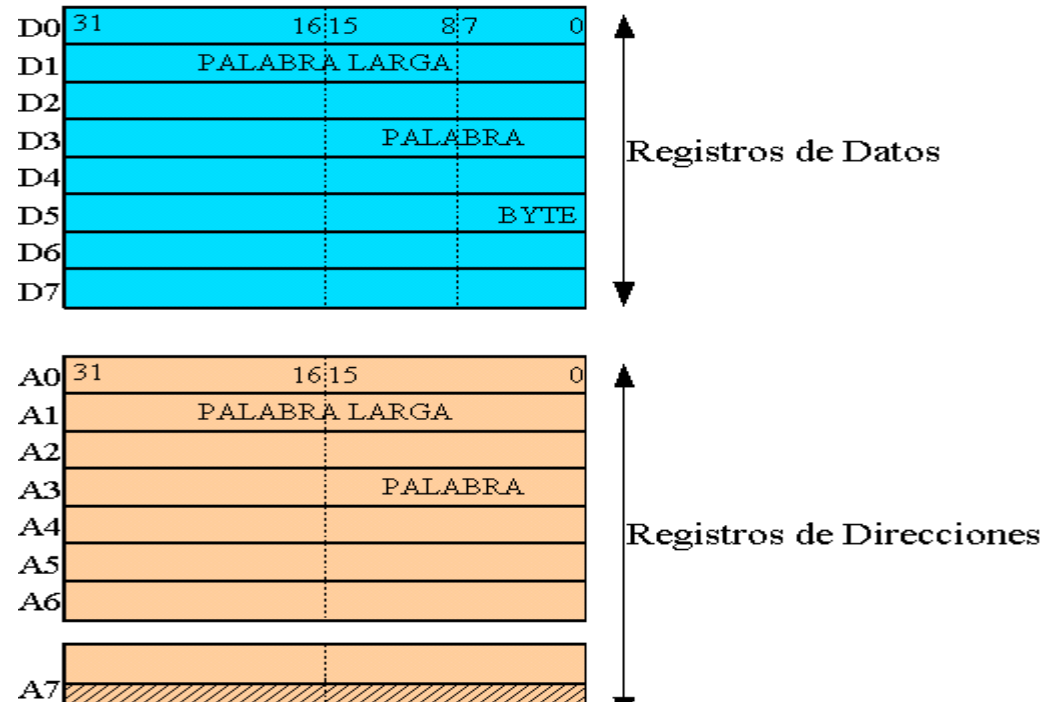 D0 31 16 15 8 7 0
D1 PALABRA LARGA
D2
D3 PALABRA
Registros de Datos
D4
D5 BYTE
D6
D7
A0 31 16 15 0
A1 PALABRA LARGA
A2
A3 PALABRA
A4
Registros de Direcciones
A5
A6
A7